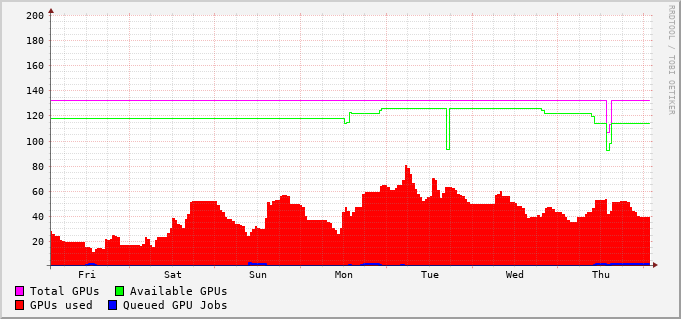 200
180
160
140
120
100
80
60
40
20
Fri Sat Sun Mon Tue Wed Thu
Total GPUs Available GPUs
GPUs used Queued GPU Jobs
RRDTOOL / TOBI OETIKER